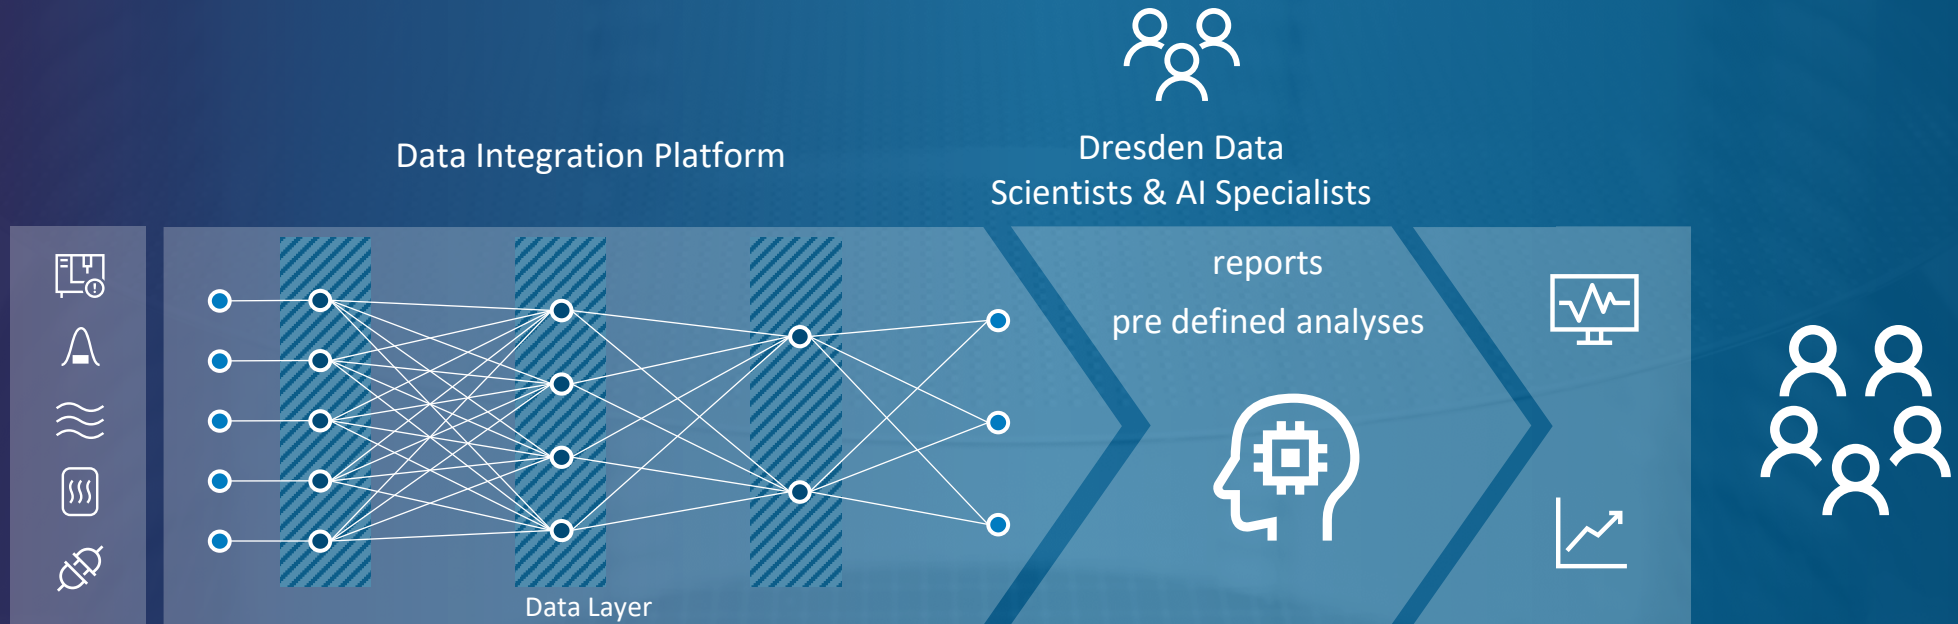 Data Integration Platform
Dresden Data
Scientists & AI Specialists
reports
pre defined analyses
Data Layer